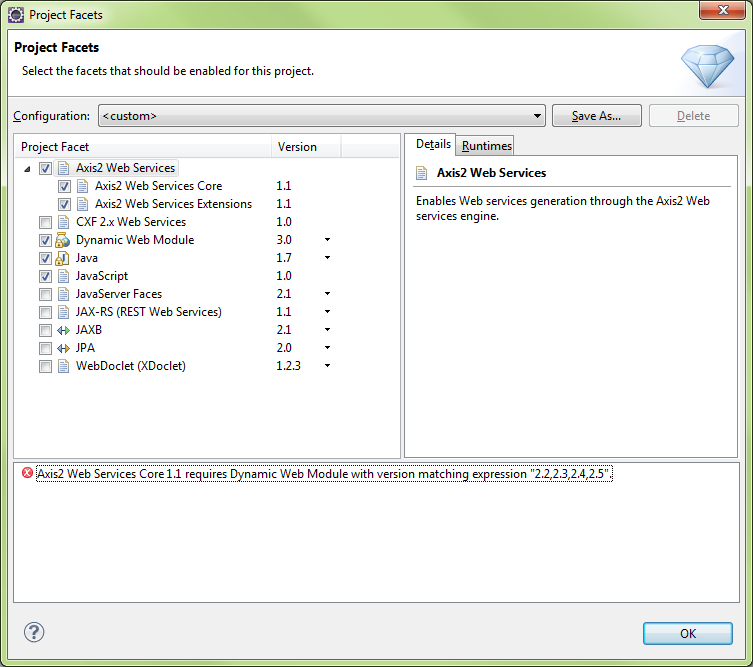 Project Facets
Project Facets
Select the facets that should be enabled for this project.
Configuration: <custom> Save As... Delete
Project Facet Version
Axis2 Web Services
Axis2 Web Services Core 1.1
Axis2 Web Services Extensions 1.1
CXF 2.x Web Services 1.0
Dynamic Web Module 3.0
Java 1.7
JavaScript 1.0
JavaServer Faces 2.1
JAX-RS (REST Web Services) 1.1
JAXB 2.1
JPA 2.0
WebDoclet (XDoclet) 1.2.3
Details Runtimes
Axis2 Web Services
Enables Web services generation through the Axis2 Web
services engine.
Axis2 Web Services Core 1.1 requires Dynamic Web Module with version matching expression "2.2,2.3,2.4,2.5".
?
OK